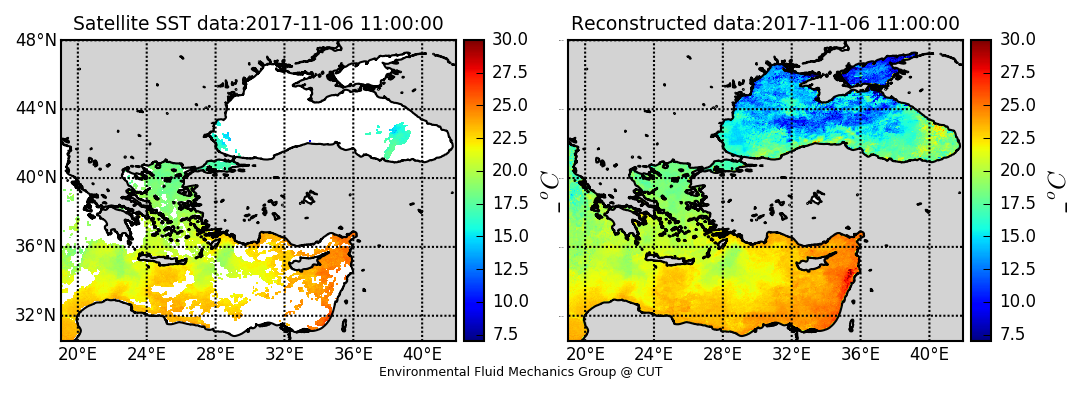 Satellite SST data:2017-11-06 11:00:00
48°N
44°N
40°N
36°N
32°N
20°E 24°E 28°E 32°E 36°E 40°E
30.0
27.5
25.0
22.5
20.0
17.5
15.0
12.5
10.0
7.5
_ °C
Reconstructed data:2017-11-06 11:00:00
20°E 24°E 28°E 32°E 36°E 40°E
30.0
27.5
25.0
22.5
20.0
17.5
15.0
12.5
10.0
7.5
_ °C
Environmental Fluid Mechanics Group @ CUT